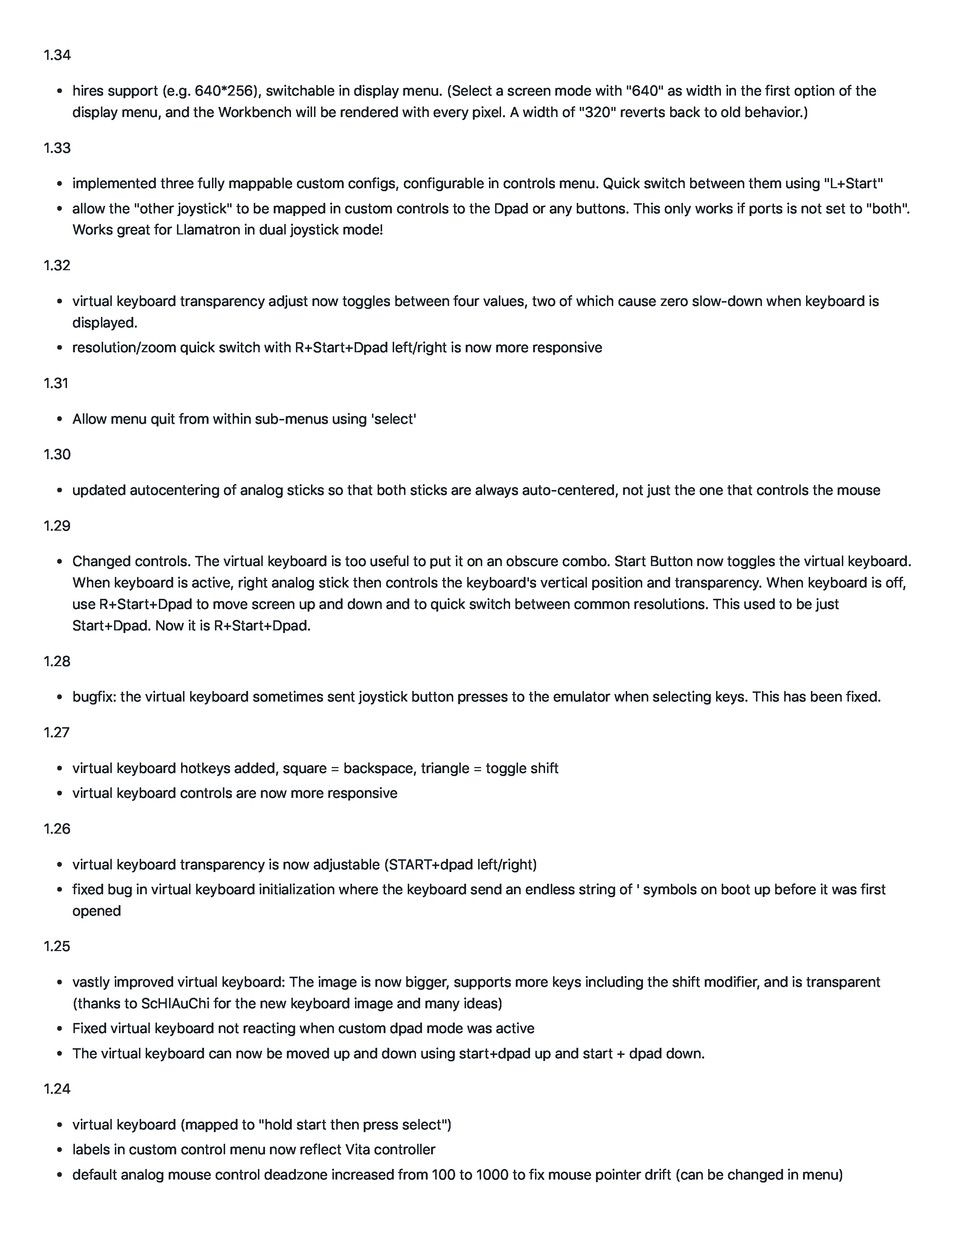 1.34
• hires support (e.g. 640*256), switchable in display menu. (Select a screen mode with "640" as width in the first option of the
display menu, and the Workbench will be rendered with every pixel. A width of "320" reverts back to old behavior.)
1.33
• implemented three fully mappable custom configs, configurable in controls menu. Quick switch between them using "L+Start"
• allow the "other joystick" to be mapped in custom controls to the Dpad or any buttons. This only works if ports is not set to "both".
Works great for Llamatron in dual joystick mode!
1.32
• virtual keyboard transparency adjust now toggles between four values, two of which cause zero slow-down when keyboard is
displayed.
• resolution/zoom quick switch with R+Start+Dpad left/right is now more responsive
1.31
• Allow menu quit from within sub-menus using 'select'
1.30
• updated autocentering of analog sticks so that both sticks are always auto-centered, not just the one that controls the mouse
1.29
• Changed controls. The virtual keyboard is too useful to put it on an obscure combo. Start Button now toggles the virtual keyboard.
When keyboard is active, right analog stick then controls the keyboard's vertical position and transparency. When keyboard is off,
use R+Start+Dpad to move screen up and down and to quick switch between common resolutions. This used to be just
Start+Dpad. Now it is R+Start+Dpad.
1.28
• bugfix: the virtual keyboard sometimes sent joystick button presses to the emulator when selecting keys. This has been fixed.
1.27
• virtual keyboard hotkeys added, square = backspace, triangle = toggle shift
• virtual keyboard controls are now more responsive
1.26
• virtual keyboard transparency is now adjustable (START+dpad left/right)
• fixed bug in virtual keyboard initialization where the keyboard send an endless string of ' symbols on boot up before it was first
opened
1.25
• vastly improved virtual keyboard: The image is now bigger, supports more keys including the shift modifier, and is transparent
(thanks to ScHlAuChi for the new keyboard image and many ideas)
• Fixed virtual keyboard not reacting when custom dpad mode was active
• The virtual keyboard can now be moved up and down using start+dpad up and start + dpad down.
1.24
• virtual keyboard (mapped to "hold start then press select")
• labels in custom control menu now reflect Vita controller
• default analog mouse control deadzone increased from 100 to 1000 to fix mouse pointer drift (can be changed in menu)